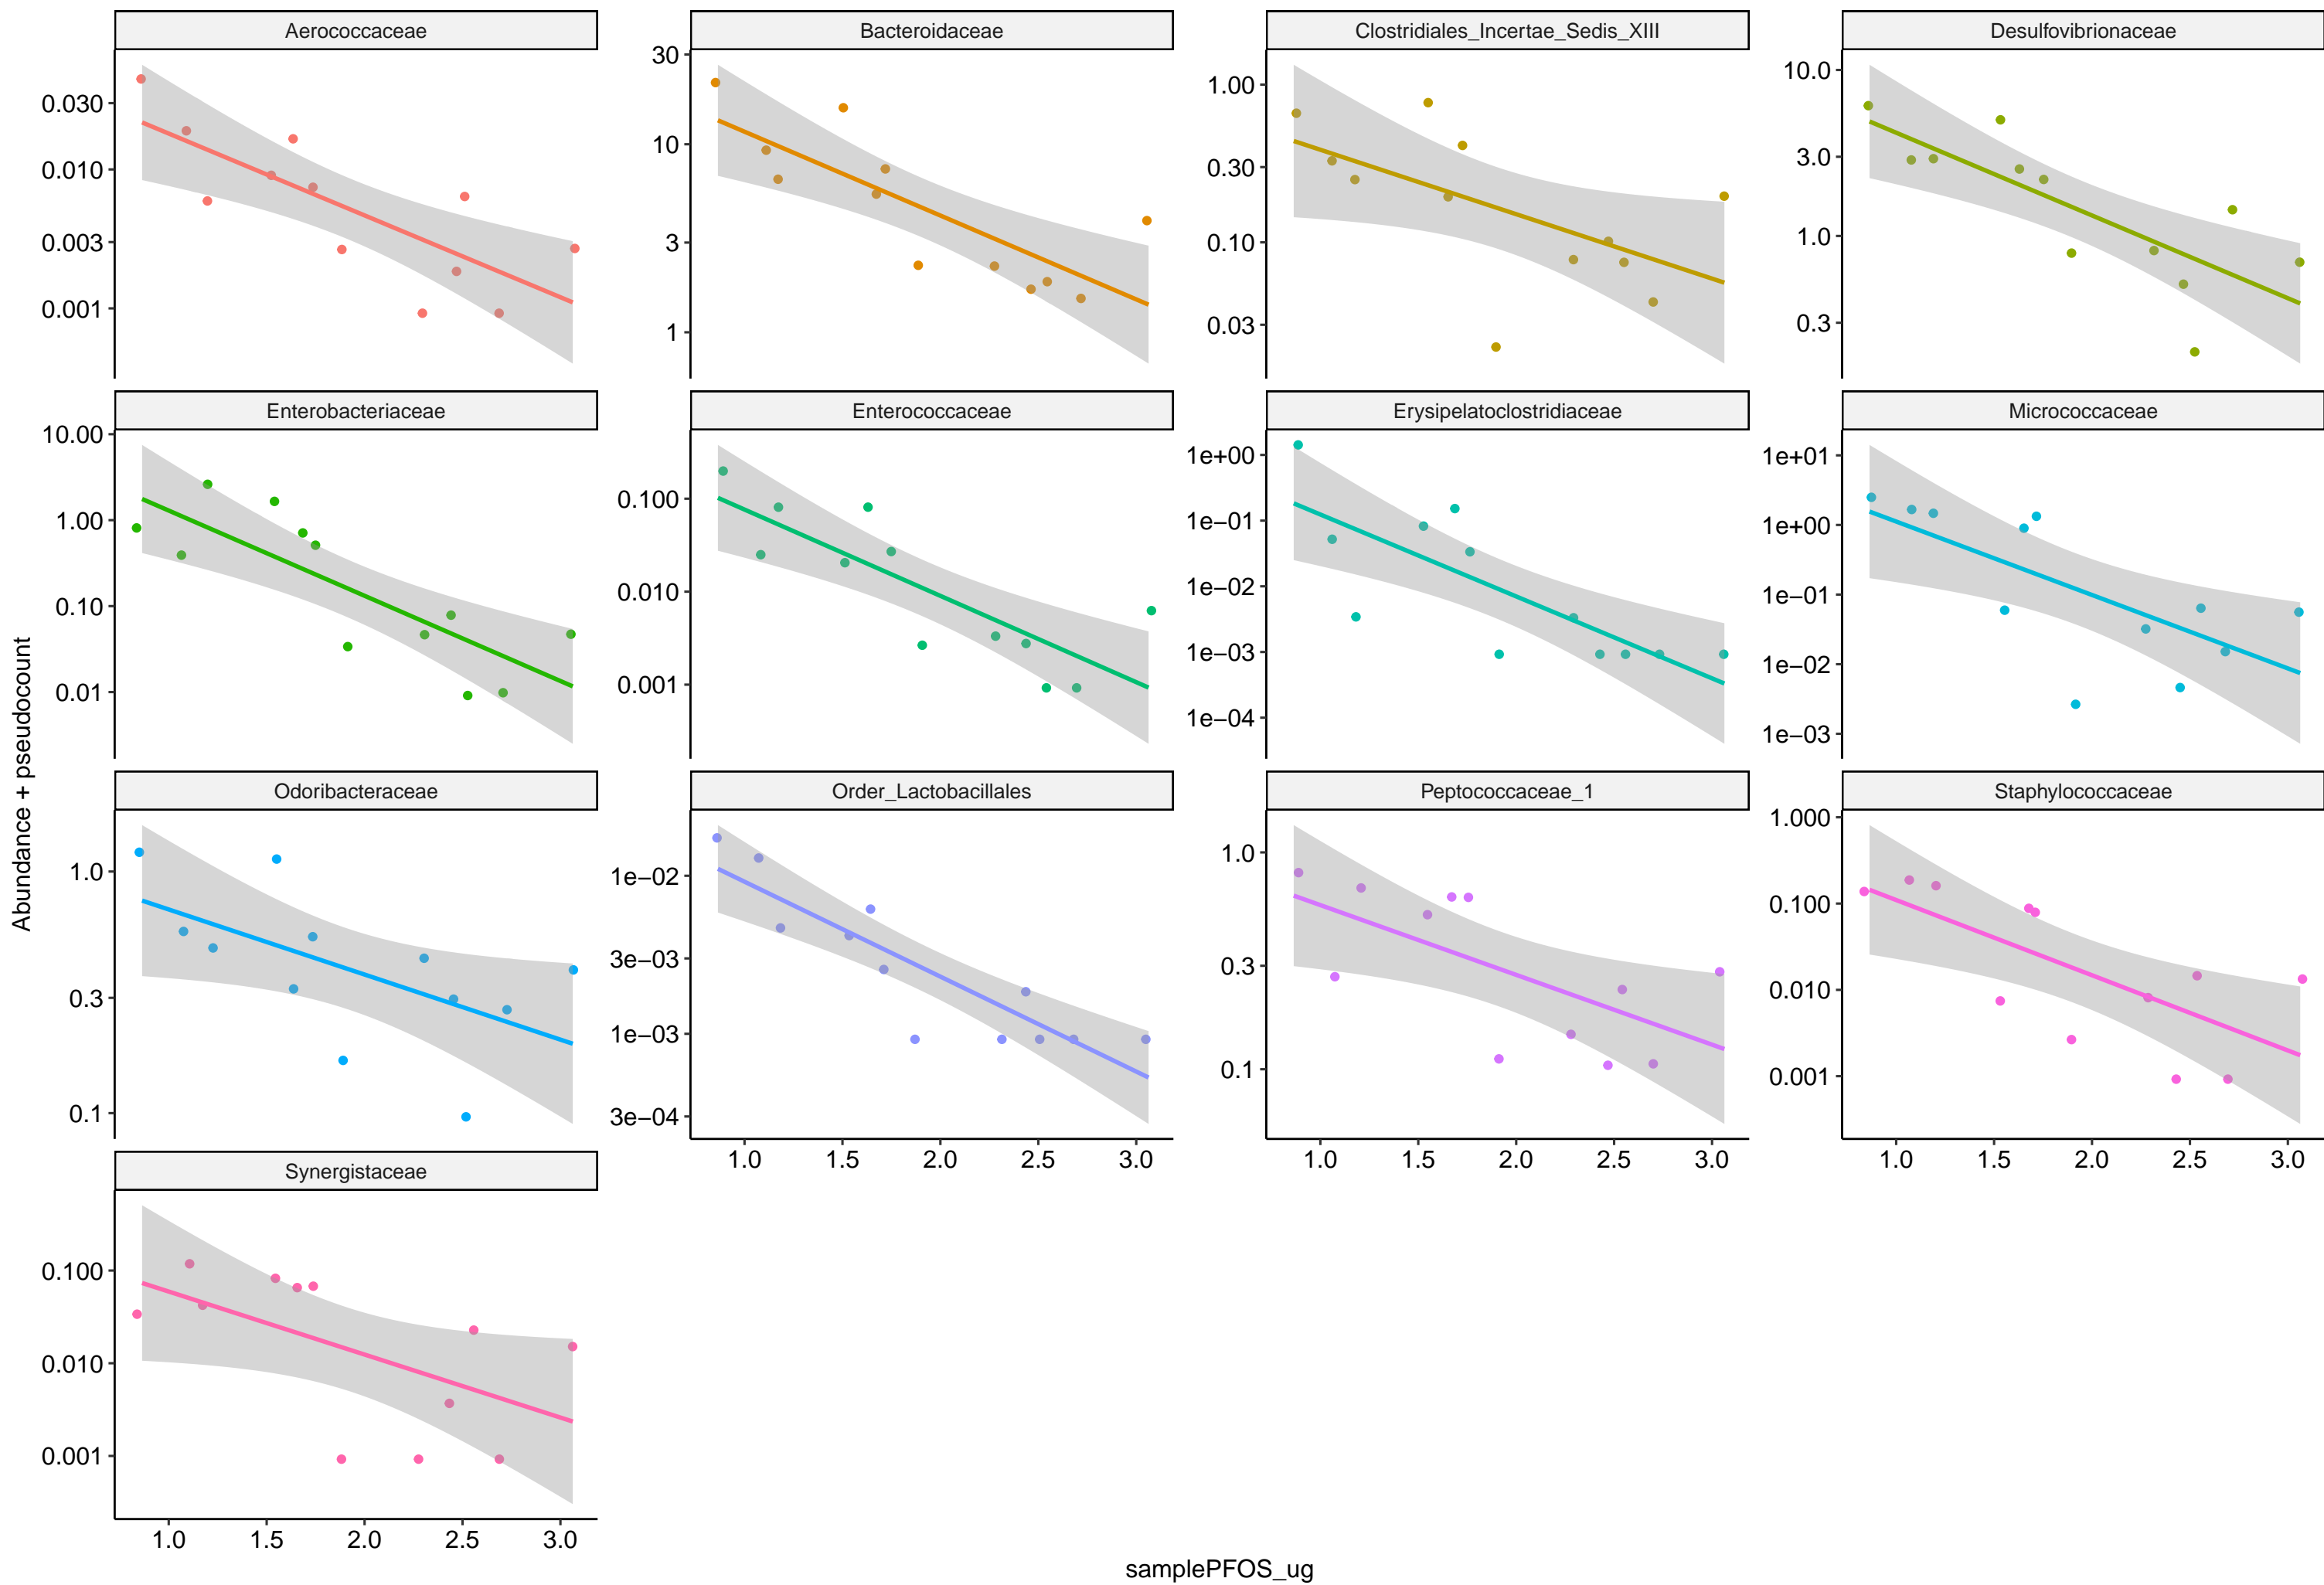 Aerococcaceae
Bacteroidaceae
Clostridiales_Incertae_Sedis_XIII
Desulfovibrionaceae
0.030
0.010
0.003
0.001
30
10
3
1
1.00
0.30
0.10
0.03
10.0
3.0
1.0
0.3
Enterobacteriaceae
Enterococcaceae
Erysipelatoclostridiaceae
Micrococcaceae
10.00
1.00
0.10
0.01
0.100
0.010
0.001
1e+00
1e−01
1e−02
1e−03
1e−04
1e+01
1e+00
1e−01
1e−02
1e−03
Abundance + pseudocount
Odoribacteraceae
Order_Lactobacillales
Peptococcaceae_1
Staphylococcaceae
1.0
0.3
0.1
1e−02
3e−03
1e−03
3e−04
1.0
0.3
0.1
1.000
0.100
0.010
0.001
1.0 1.5 2.0 2.5 3.0
1.0 1.5 2.0 2.5 3.0
1.0 1.5 2.0 2.5 3.0
Synergistaceae
0.100
0.010
0.001
1.0 1.5 2.0 2.5 3.0
samplePFOS_ug